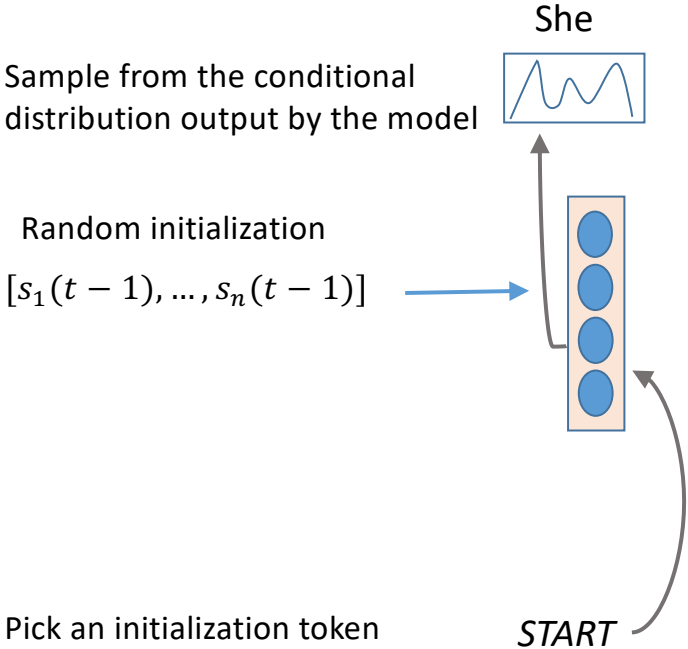 She
Sample from the conditional
distribution output by the model
Random initialization
[s₁(t − 1), … , sₙ(t − 1)]
Pick an initialization token
START